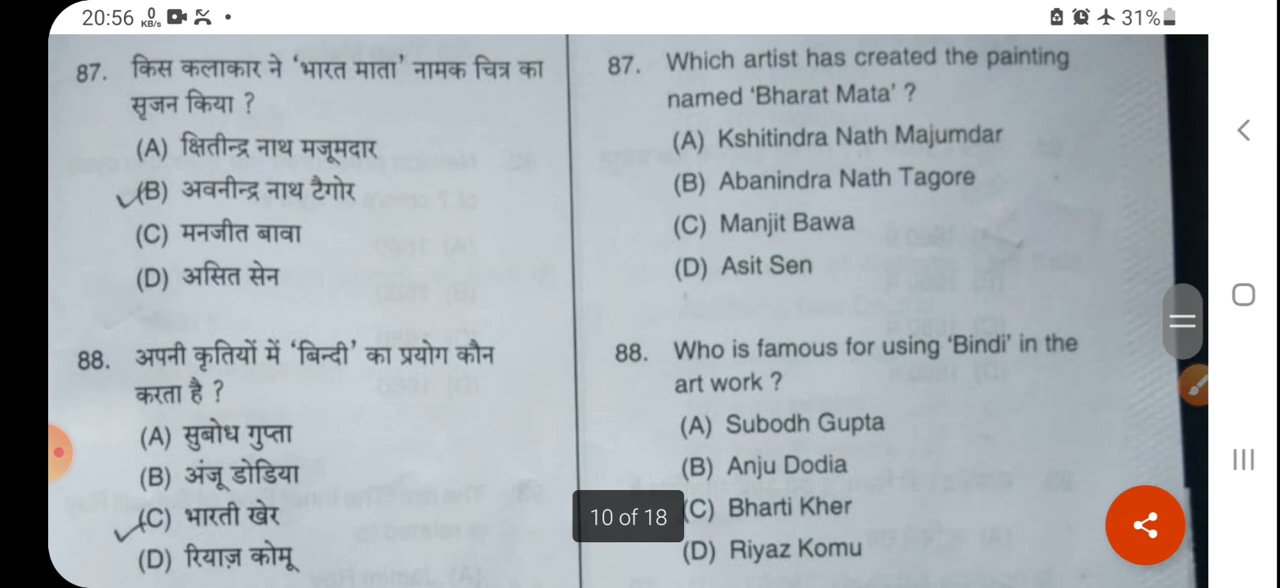 20:56 0 KB/s 31%
87. किस कलाकार ने ‘भारत माता’ नामक चित्र का
सृजन किया ?
(A) क्षितीन्द्र नाथ मजूमदार
(B) अवनीन्द्र नाथ टैगोर
(C) मनजीत बावा
(D) असित सेन
88. अपनी कृतियों में ‘बिन्दी’ का प्रयोग कौन
करता है ?
(A) सुबोध गुप्ता
(B) अंजू डोडिया
(C) भारती खेर
(D) रियाज़ कोमू
87. Which artist has created the painting
named ‘Bharat Mata’ ?
(A) Kshitindra Nath Majumdar
(B) Abanindra Nath Tagore
(C) Manjit Bawa
(D) Asit Sen
88. Who is famous for using ‘Bindi’ in the
art work ?
(A) Subodh Gupta
(B) Anju Dodia
(C) Bharti Kher
(D) Riyaz Komu
10 of 18